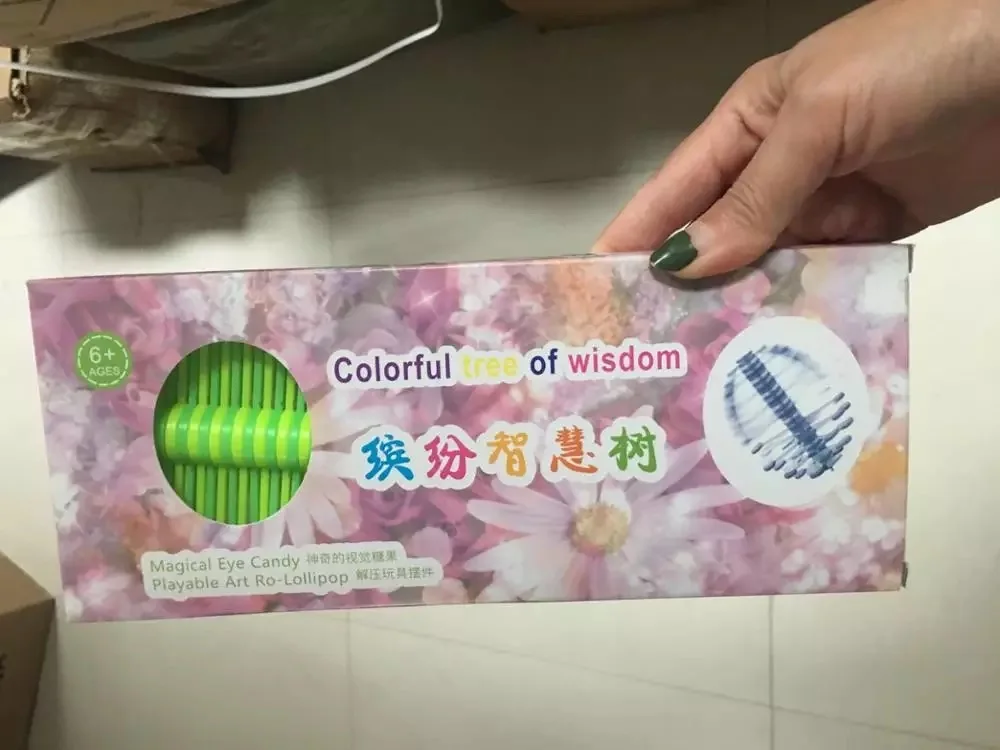 6+
AGES
Colorful tree of wisdom
缤纷智慧树
Magical Eye Candy 神奇的视觉糖果
Playable Art Ro-Lollipop 解压玩具摆件